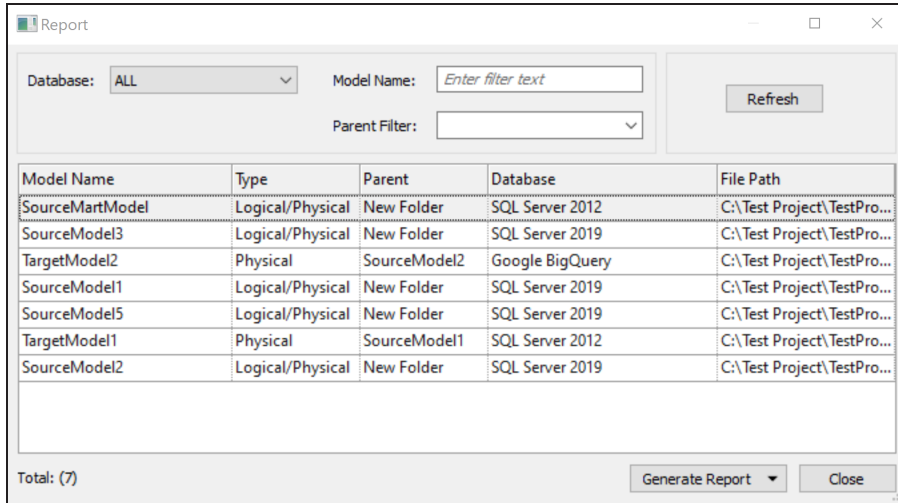 Report
Database: ALL Model Name: Enter filter text
Refresh
Parent Filter:
Model Name Type Parent Database File Path
SourceMartModel Logical/Physical New Folder SQL Server 2012 C:\Test Project\TestPro...
SourceModel3 Logical/Physical New Folder SQL Server 2019 C:\Test Project\TestPro...
TargetModel2 Physical SourceModel2 Google BigQuery C:\Test Project\TestPro...
SourceModel1 Logical/Physical New Folder SQL Server 2019 C:\Test Project\TestPro...
SourceModel5 Logical/Physical New Folder SQL Server 2019 C:\Test Project\TestPro...
TargetModel1 Physical SourceModel1 SQL Server 2012 C:\Test Project\TestPro...
SourceModel2 Logical/Physical New Folder SQL Server 2019 C:\Test Project\TestPro...
Total: (7) Generate Report Close